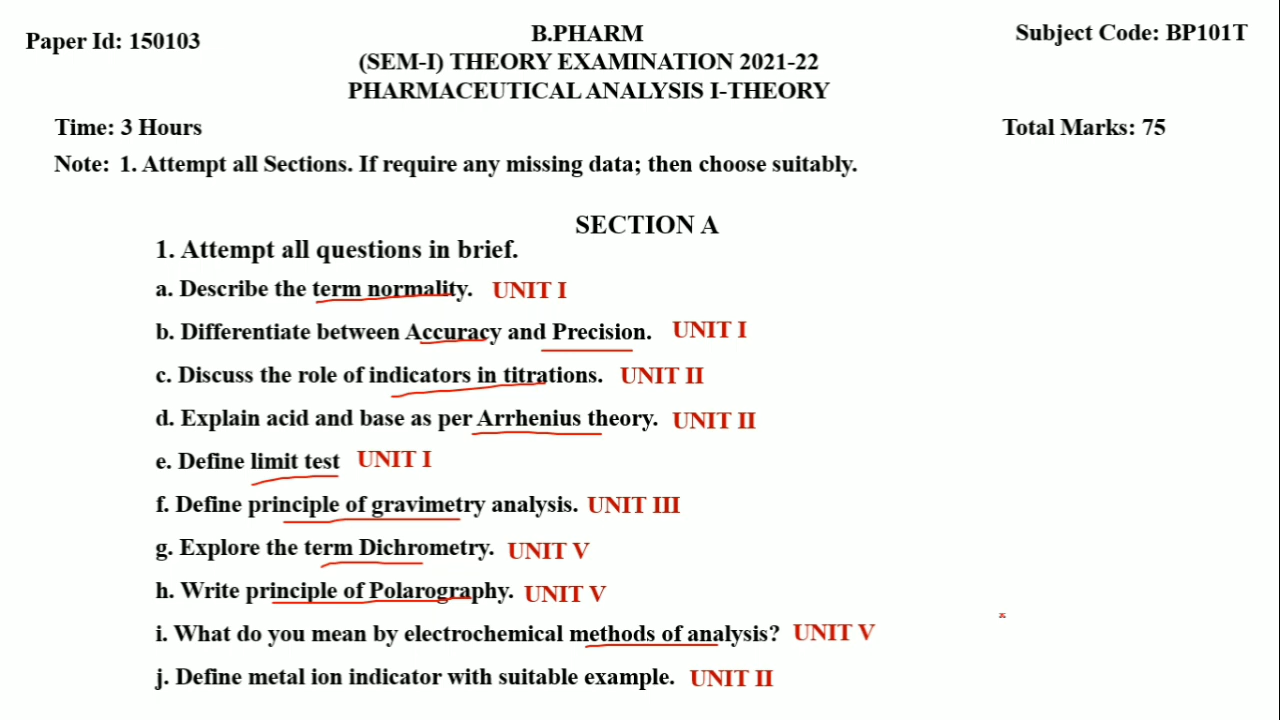 Paper Id: 150103
B.PHARM
Subject Code: BP101T
(SEM-I) THEORY EXAMINATION 2021-22
PHARMACEUTICAL ANALYSIS I-THEORY
Time: 3 Hours
Total Marks: 75
Note: 1. Attempt all Sections. If require any missing data; then choose suitably.
SECTION A
1. Attempt all questions in brief.
a. Describe the term normality. UNIT I
b. Differentiate between Accuracy and Precision. UNIT I
c. Discuss the role of indicators in titrations. UNIT II
d. Explain acid and base as per Arrhenius theory. UNIT II
e. Define limit test UNIT I
f. Define principle of gravimetry analysis. UNIT III
g. Explore the term Dichrometry. UNIT V
h. Write principle of Polarography. UNIT V
i. What do you mean by electrochemical methods of analysis? UNIT V
j. Define metal ion indicator with suitable example. UNIT II